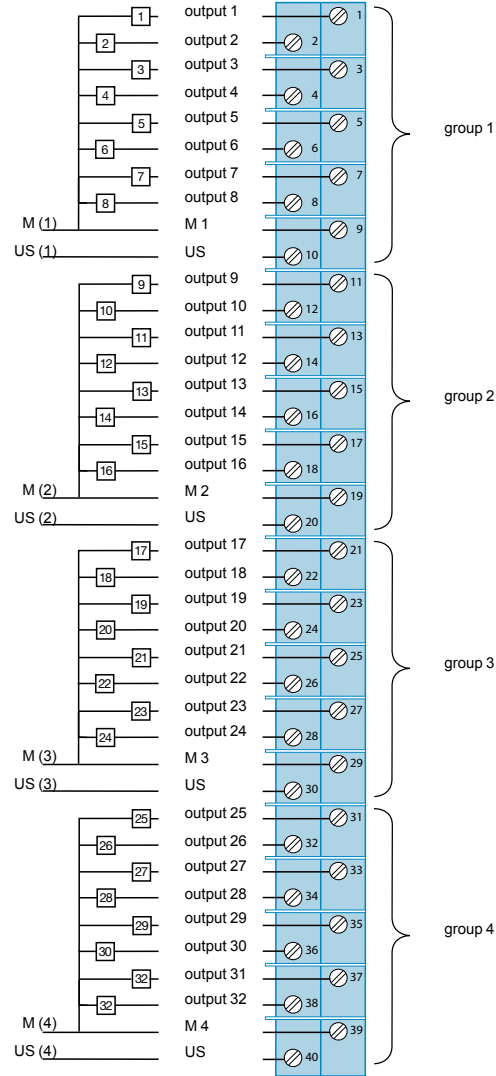 1 output 1 1
2 output 2 2
3 output 3 3
4 output 4 4
5 output 5 5
6 output 6 6
7 output 7 7
8 output 8 8
M (1) M 1 9
US (1) US 10
group 1
9 output 9 11
10 output 10 12
11 output 11 13
12 output 12 14
13 output 13 15
14 output 14 16
15 output 15 17
16 output 16 18
M (2) M 2 19
US (2) US 20
group 2
17 output 17 21
18 output 18 22
19 output 19 23
20 output 20 24
21 output 21 25
22 output 22 26
23 output 23 27
24 output 24 28
M (3) M 3 29
US (3) US 30
group 3
25 output 25 31
26 output 26 32
27 output 27 33
28 output 28 34
29 output 29 35
30 output 30 36
32 output 31 37
32 output 32 38
M (4) M 4 39
US (4) US 40
group 4